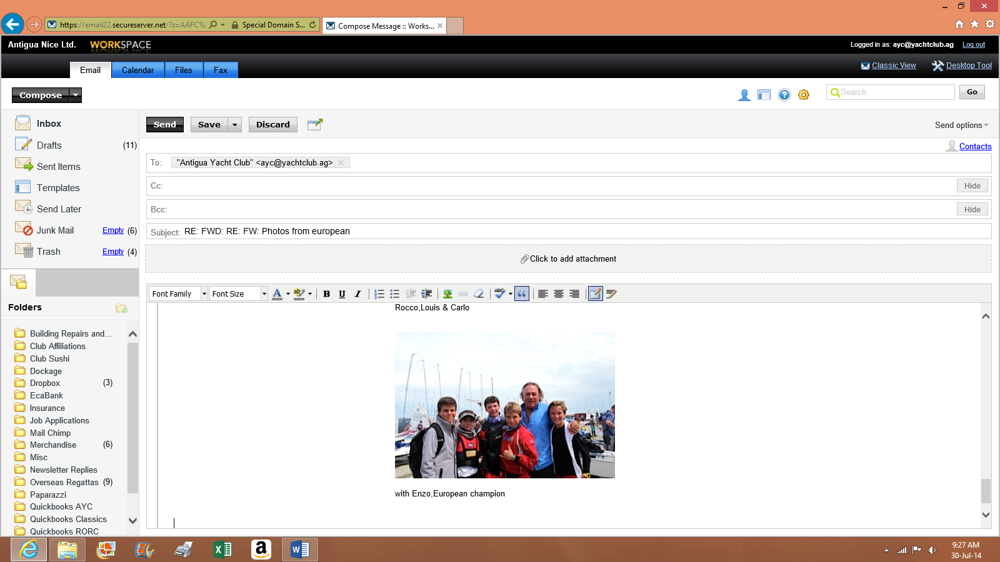 https://email22.secureserver.net/?s=AAFC%
Special Domain S...
Compose Message :: Works...
Antigua Nice Ltd.
WORKSPACE
Logged in as: ayc@yachtclub.ag
Log out
Email
Calendar
Files
Fax
Classic View
Desktop Tool
Compose
Search
Go
Inbox
Drafts (11)
Sent Items
Templates
Send Later
Junk Mail Empty (6)
Trash Empty (4)
Folders
Building Repairs and...
Club Affiliations
Club Sushi
Dockage
Dropbox (3)
EcaBank
Insurance
Job Applications
Mail Chimp
Merchandise (6)
Misc
Newsletter Replies
Overseas Regattas (9)
Paparazzi
Quickbooks AYC
Quickbooks Classics
Quickbooks RORC
Send
Save
Discard
Send options
Contacts
To: "Antigua Yacht Club" <ayc@yachtclub.ag>
Cc: Hide
Bcc: Hide
Subject: RE: FWD: RE: FW: Photos from european
Click to add attachment
Font Family Font Size A ab B U I ABC
Rocco,Louis & Carlo
with Enzo,European champion
9:27 AM
30-Jul-14